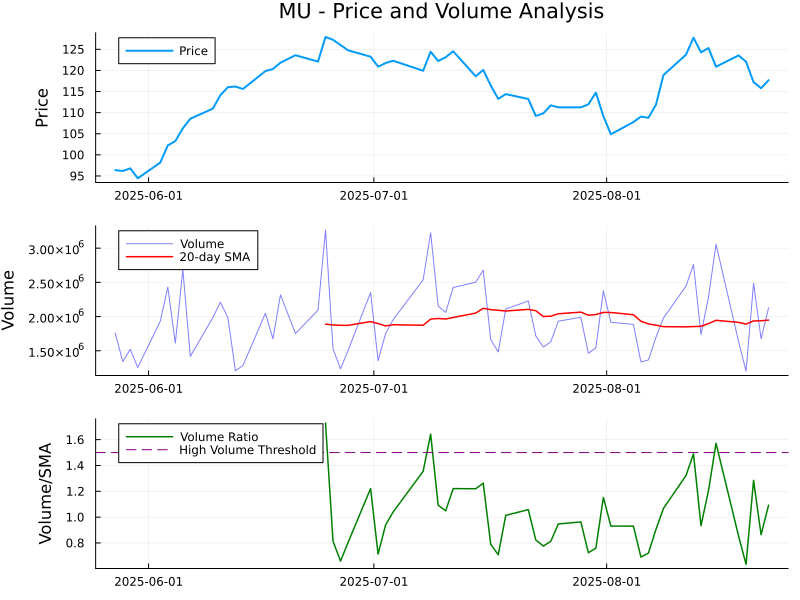 MU - Price and Volume Analysis
Price
125
120
115
110
105
100
95
Price
2025-06-01
2025-07-01
2025-08-01
Volume
3.00×10⁶
2.50×10⁶
2.00×10⁶
1.50×10⁶
Volume
20-day SMA
2025-06-01
2025-07-01
2025-08-01
Volume/SMA
1.6
1.4
1.2
1.0
0.8
Volume Ratio
High Volume Threshold
2025-06-01
2025-07-01
2025-08-01